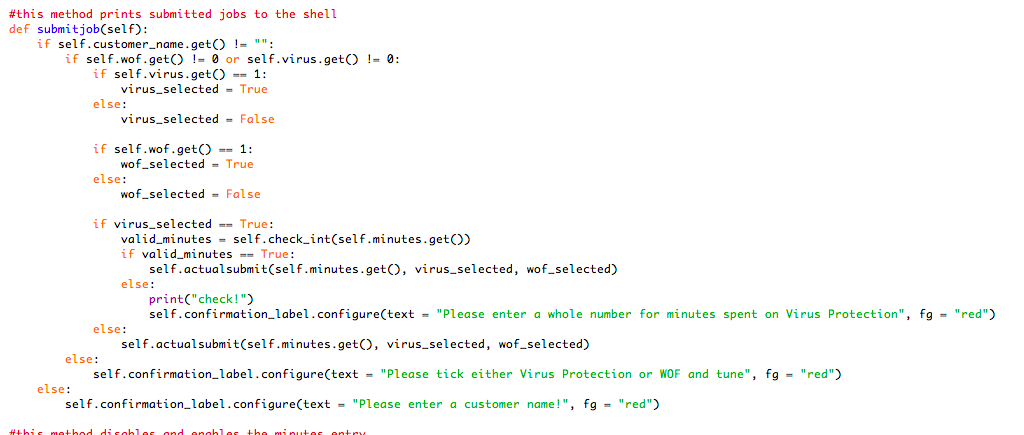 #this method prints submitted jobs to the shell
def submitjob(self):
    if self.customer_name.get() != "":
        if self.wof.get() != 0 or self.virus.get() != 0:
            if self.virus.get() == 1:
                virus_selected = True
            else:
                virus_selected = False

            if self.wof.get() == 1:
                wof_selected = True
            else:
                wof_selected = False

            if virus_selected == True:
                valid_minutes = self.check_int(self.minutes.get())
                if valid_minutes == True:
                    self.actualsubmit(self.minutes.get(), virus_selected, wof_selected)
                else:
                    print("check!")
                    self.confirmation_label.configure(text = "Please enter a whole number for minutes spent on Virus Protection", fg = "red")
            else:
                self.actualsubmit(self.minutes.get(), virus_selected, wof_selected)
        else:
            self.confirmation_label.configure(text = "Please tick either Virus Protection or WOF and tune", fg = "red")
    else:
        self.confirmation_label.configure(text = "Please enter a customer name!", fg = "red")

#this method disables and enables the minutes entry